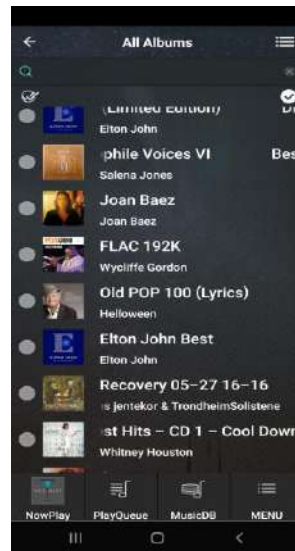 All Albums
(Limited Edition)
Elton John
phile Voices VI Bes
Salena Jones
Joan Baez
Joan Baez
FLAC 192K
Wycliffe Gordon
Old POP 100 (Lyrics)
Helloween
Elton John Best
Elton John
Recovery 05-27 16-16
s jentekor & TrondheimSolistene
st Hits – CD 1 – Cool Down
Whitney Houston
NowPlay PlayQueue MusicDB MENU